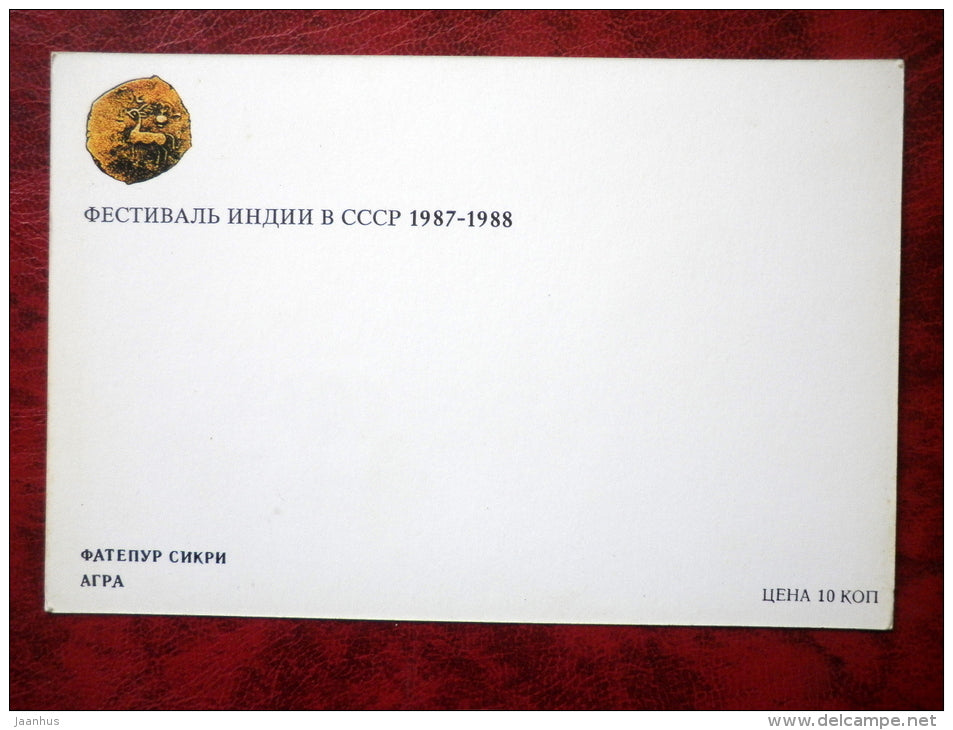 ФЕСТИВАЛЬ ИНДИИ В СССР 1987-1988
ФАТЕПУР СИКРИ
АГРА
ЦЕНА 10 КОП
jaanhus
www.delcampe.net